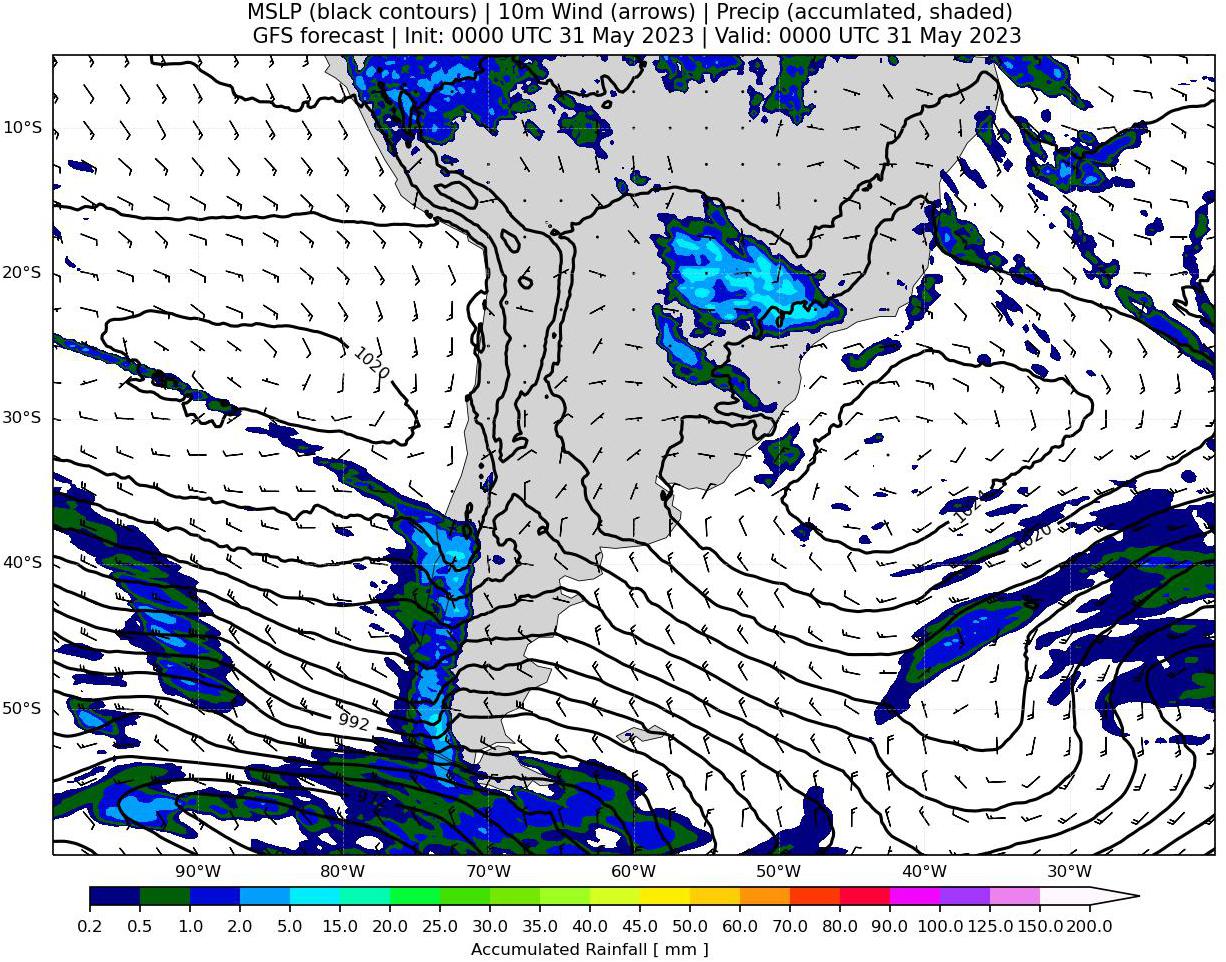 MSLP (black contours) | 10m Wind (arrows) | Precip (accumlated, shaded)
GFS forecast | Init: 0000 UTC 31 May 2023 | Valid: 0000 UTC 31 May 2023
10°S
20°S
1020
30°S
1020
40°S
50°S
992
90°W 80°W 70°W 60°W 50°W 40°W 30°W
0.2 0.5 1.0 2.0 5.0 10.0 15.0 20.0 25.0 30.0 35.0 40.0 45.0 50.0 60.0 70.0 80.0 90.0 100.0 125.0 150.0 200.0
Accumulated Rainfall [ mm ]